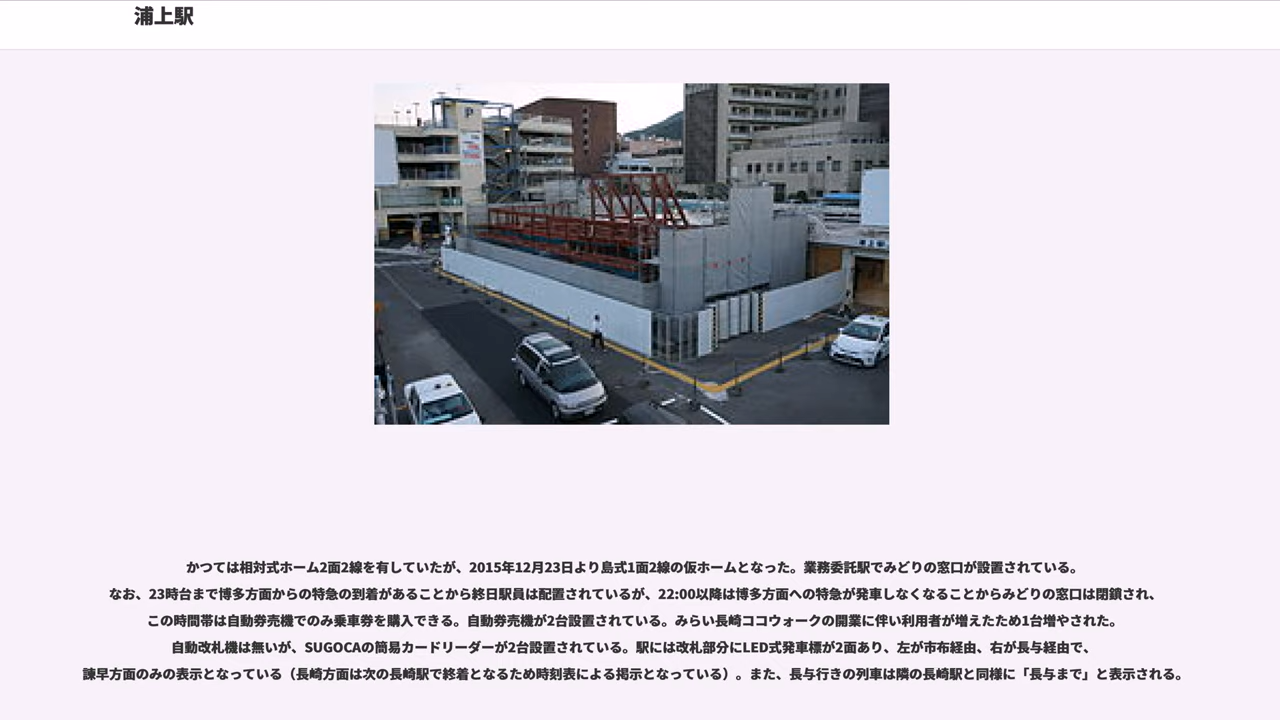 浦上駅
P
かつては相対式ホーム2面2線を有していたが、2015年12月23日より島式1面2線の仮ホームとなった。業務委託駅でみどりの窓口が設置されている。
なお、23時台まで博多方面からの特急の到着があることから終日駅員は配置されているが、22:00以降は博多方面への特急が発車しなくなることからみどりの窓口は閉鎖され、
この時間帯は自動券売機でのみ乗車券を購入できる。自動券売機が2台設置されている。みらい長崎ココウォークの開業に伴い利用者が増えたため1台増やされた。
自動改札機は無いが、SUGOCAの簡易カードリーダーが2台設置されている。駅には改札部分にLED式発車標が2面あり、左が市布経由、右が長与経由で、
諫早方面のみの表示となっている（長崎方面は次の長崎駅で終着となるため時刻表による掲示となっている）。また、長与行きの列車は隣の長崎駅と同様に「長与まで」と表示される。